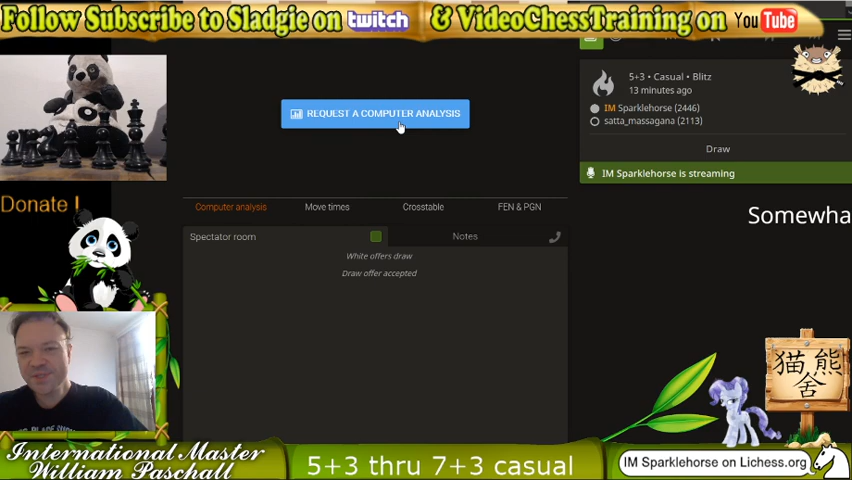 Follow Subscribe to Sladgie on twitch & VideoChessTraining on YouTube
REQUEST A COMPUTER ANALYSIS
5+3 • Casual • Blitz
13 minutes ago
IM Sparklehorse (2446)
satta_massagana (2113)
Draw
IM Sparklehorse is streaming
Donate !
Computer analysis
Move times
Crosstable
FEN & PGN
Somewha
Spectator room
Notes
White offers draw
Draw offer accepted
猫熊
舍
International Master
William Paschall
5+3 thru 7+3 casual
IM Sparklehorse on Lichess.org